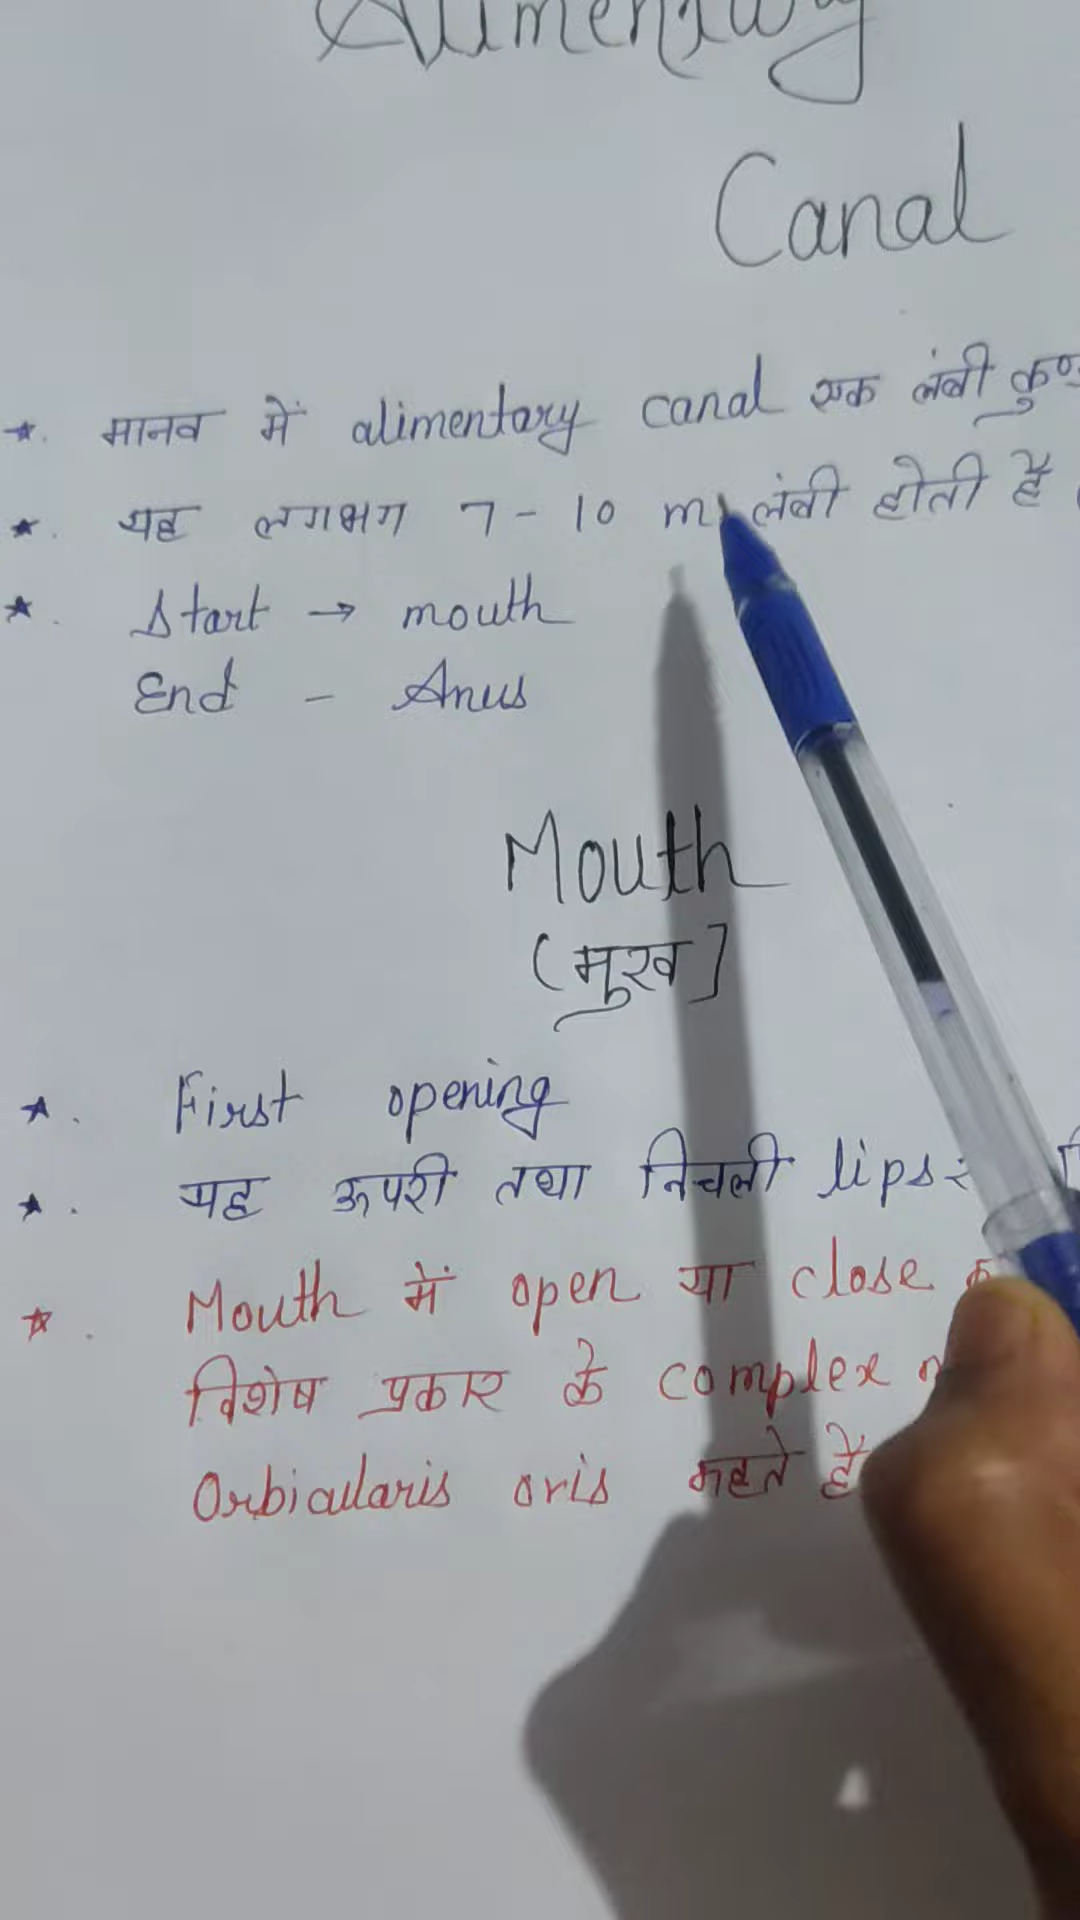 Alimentary
Canal
★. मानव में alimentary canal एक लंबी
★. यह लगभग 7 - 10 m लंबी होती है
★. Start → mouth
End - Anus
Mouth
(मुख]
★. First opening
★. यह ऊपरी तथा निचली lips
★. Mouth में open या close
विशेष प्रकार के complex
Orbicularis oris कहते हैं